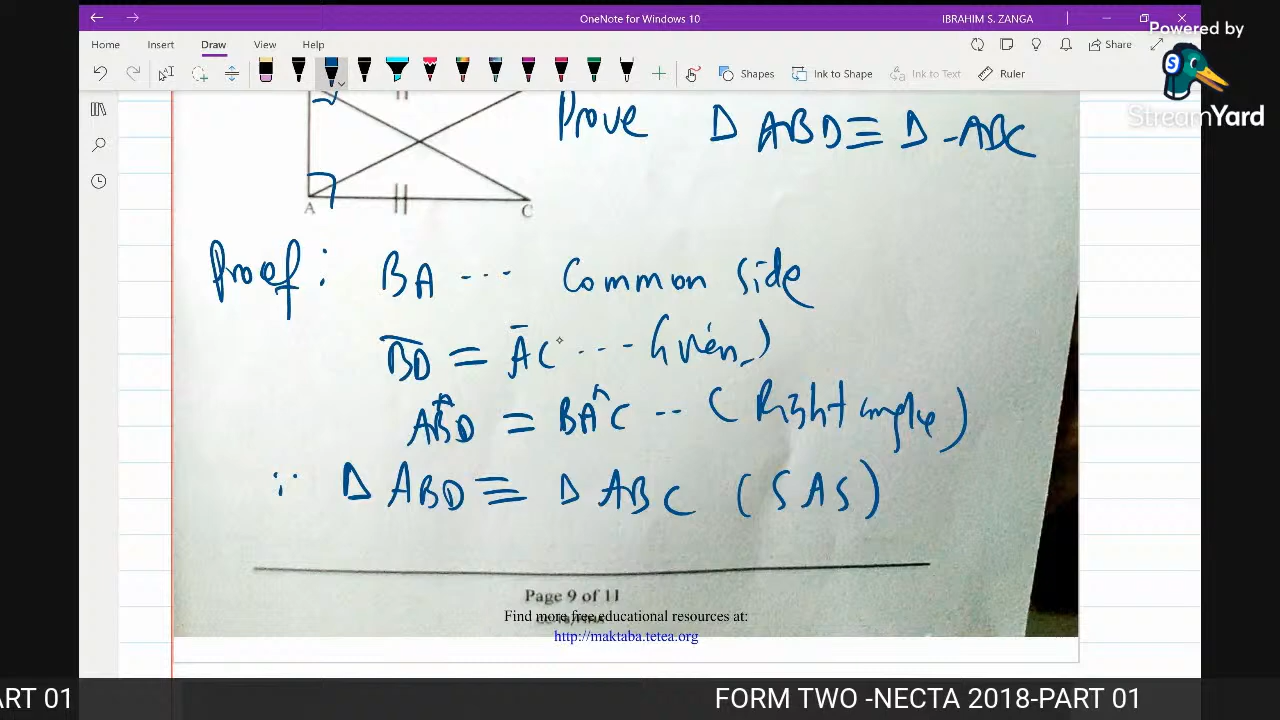 OneNote for Windows 10
IBRAHIM S. ZANGA
Powered by
StreamYard
Home Insert Draw View Help
Share
Shapes Ink to Shape Ink to Text Ruler
Prove Δ ABD ≡ Δ ABC
A C
Proof : BA --- Common side
BD = AC --- (Given)
AB̂D = BÂC -- (Right angle)
∵ Δ ABD ≡ Δ ABC (SAS)
Page 9 of 11
Find more free educational resources at:
http://maktaba.tetea.org
ART 01 FORM TWO -NECTA 2018-PART 01